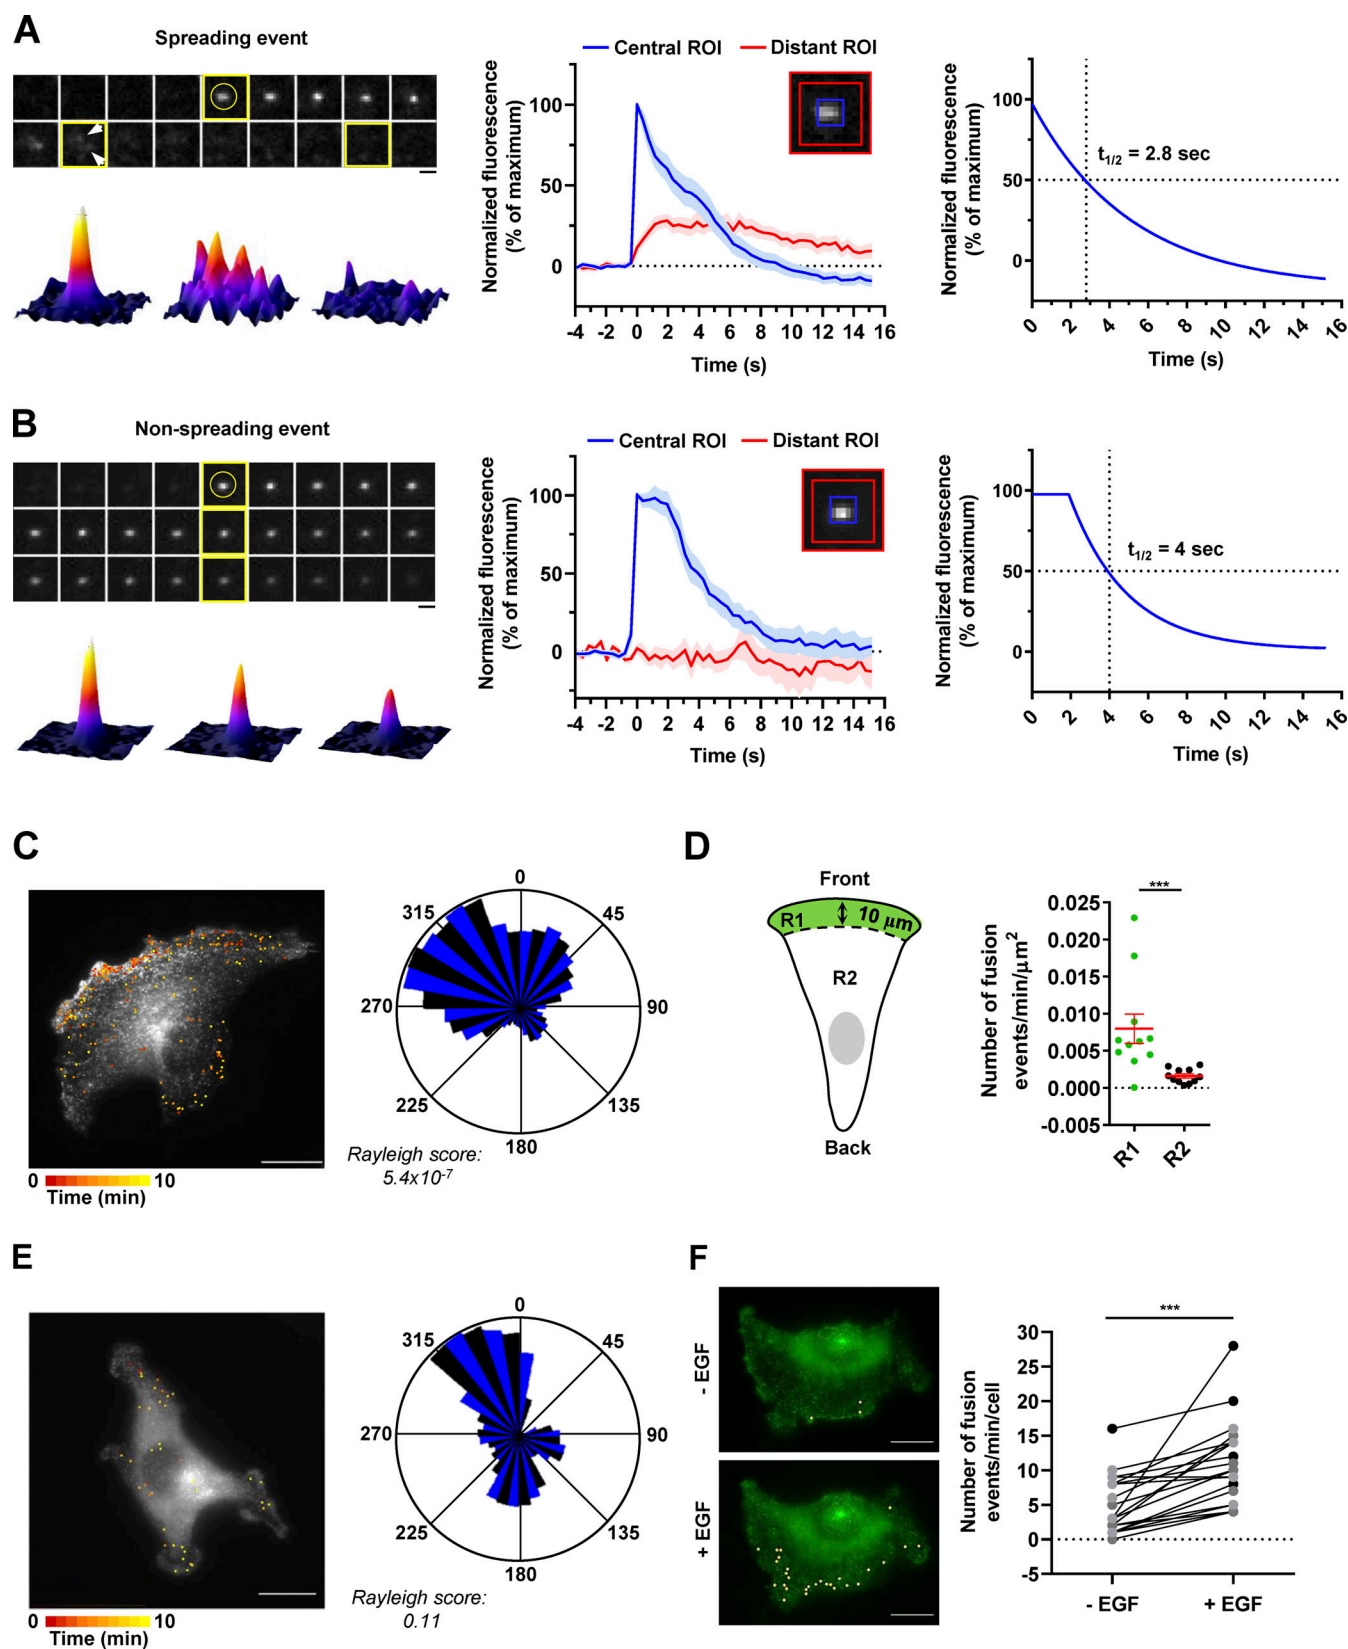 A
Spreading event
Central ROI
Distant ROI
Normalized fluorescence
(% of maximum)
100
50
0
-4 -2 0 2 4 6 8 10 12 14 16
Time (s)
Normalized fluorescence
(% of maximum)
100
50
0
t1/2 = 2.8 sec
0 2 4 6 8 10 12 14 16
Time (s)
B
Non-spreading event
Central ROI
Distant ROI
Normalized fluorescence
(% of maximum)
100
50
0
-4 -2 0 2 4 6 8 10 12 14 16
Time (s)
Normalized fluorescence
(% of maximum)
100
50
0
t1/2 = 4 sec
0 2 4 6 8 10 12 14 16
Time (s)
C
0 10
Time (min)
0
45
90
135
180
225
270
315
Rayleigh score:
5.4x10-7
D
Front
R1
10 μm
R2
Back
Number of fusion
events/min/μm2
***
0.025
0.020
0.015
0.010
0.005
0.000
-0.005
R1 R2
E
0 10
Time (min)
0
45
90
135
180
225
270
315
Rayleigh score:
0.11
F
- EGF
+ EGF
Number of fusion
events/min/cell
***
30
25
20
15
10
5
0
-5
- EGF + EGF